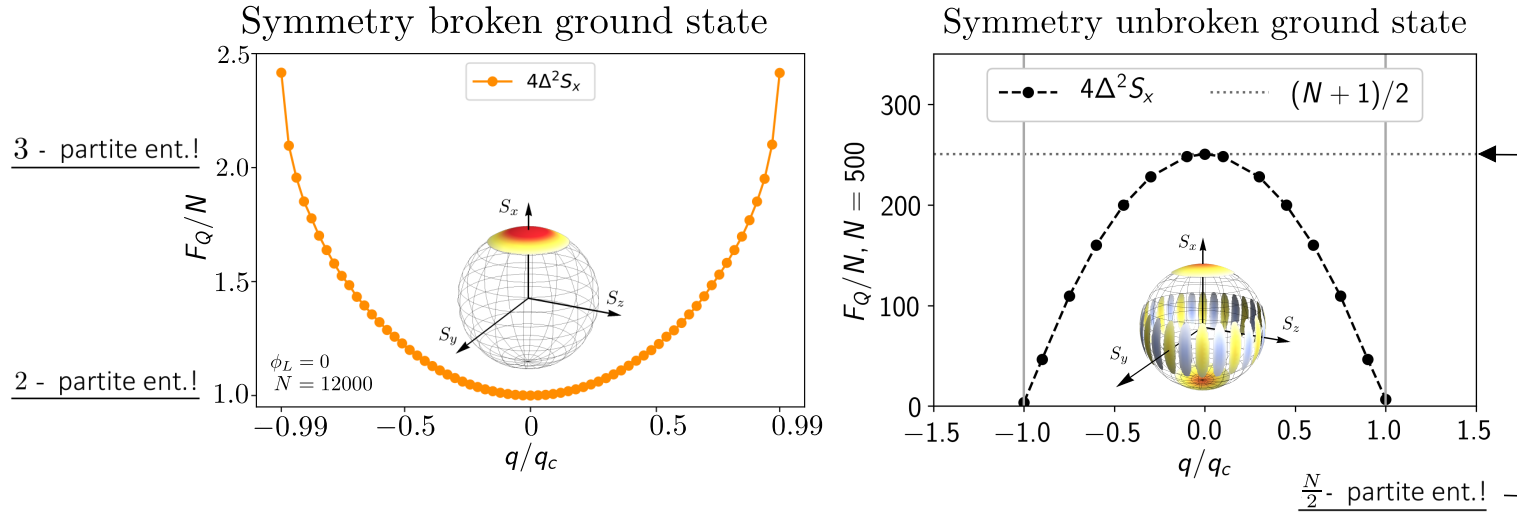 Symmetry broken ground state
2.5
4Δ²Sₓ
3 - partite ent.!
2.0
F_Q/N
1.5
S_x
S_z
S_y
ϕ_L = 0
N = 12000
2 - partite ent.!
1.0
−0.99 −0.5 0 0.5 0.99
q/q_c
Symmetry unbroken ground state
4Δ²Sₓ (N + 1)/2
300
200
100
0
F_Q/N, N = 500
S_x
S_z
S_y
−1.5 −1.0 −0.5 0.0 0.5 1.0 1.5
q/q_c
N/2 - partite ent.!